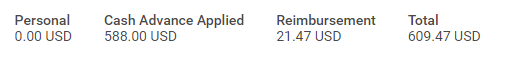 Personal Cash Advance Applied Reimbursement Total
0.00 USD 588.00 USD 21.47 USD 609.47 USD